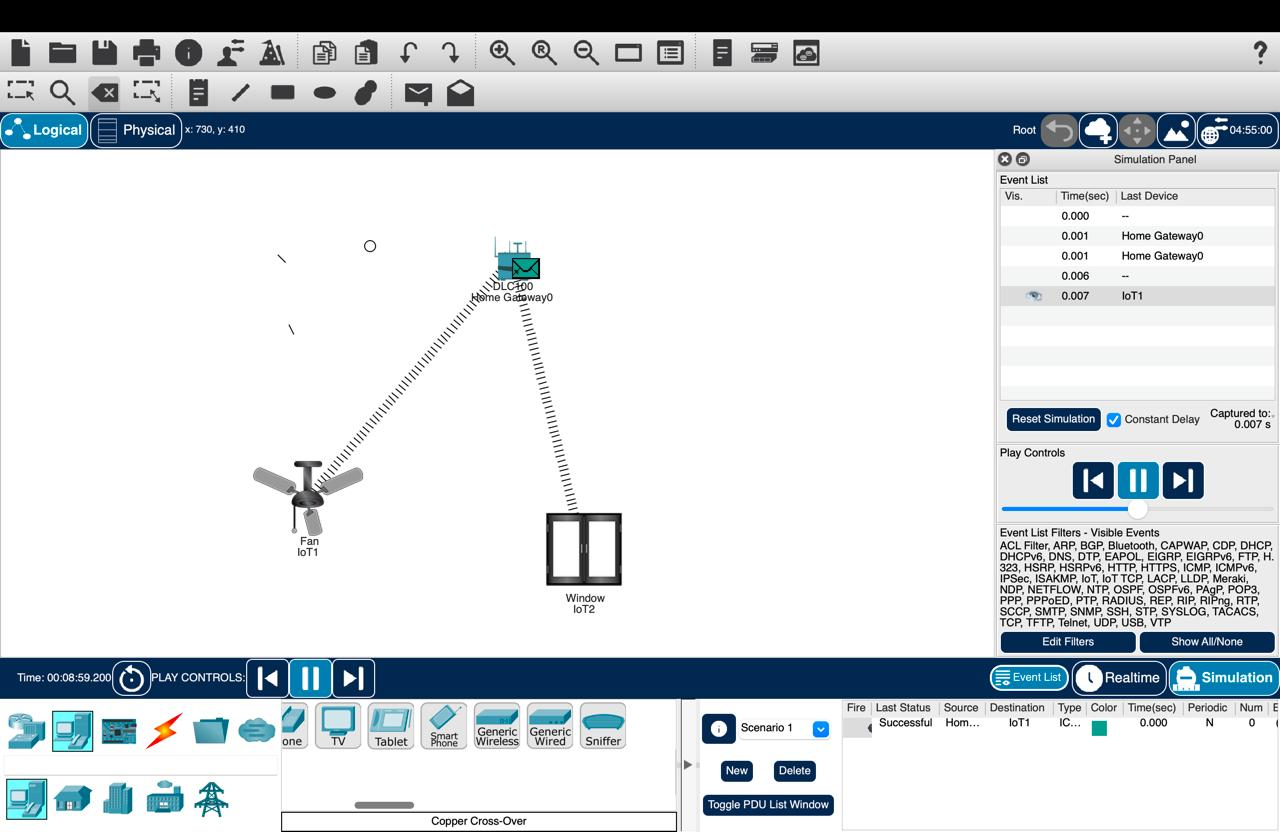 Logical
Physical
x: 730, y: 410
Root
04:55:00
Simulation Panel
Event List
Vis. Time(sec) Last Device
0.000 --
0.001 Home Gateway0
0.001 Home Gateway0
0.006 --
0.007 IoT1
DLC100
Home Gateway0
Fan
IoT1
Window
IoT2
Reset Simulation
Constant Delay
Captured to:
0.007 s
Play Controls
Event List Filters - Visible Events
ACL Filter, ARP, BGP, Bluetooth, CAPWAP, CDP, DHCP,
DHCPv6, DNS, DTP, EAPOL, EIGRP, EIGRPv6, FTP, H.
323, HSRP, HSRPv6, HTTP, HTTPS, ICMP, ICMPv6,
IPSec, ISAKMP, IoT, IoT TCP, LACP, LLDP, Meraki,
NDP, NETFLOW, NTP, OSPF, OSPFv6, PAgP, POP3,
PPP, PPPoED, PTP, RADIUS, REP, RIP, RIPng, RTP,
SCCP, SMTP, SNMP, SSH, STP, SYSLOG, TACACS,
TCP, TFTP, Telnet, UDP, USB, VTP
Edit Filters
Show All/None
Time: 00:08:59.200
PLAY CONTROLS:
Event List
Realtime
Simulation
one
TV
Tablet
Smart
Phone
Generic
Wireless
Generic
Wired
Sniffer
Copper Cross-Over
Scenario 1
New
Delete
Toggle PDU List Window
Fire Last Status Source Destination Type Color Time(sec) Periodic Num E
Successful Hom... IoT1 IC... 0.000 N 0